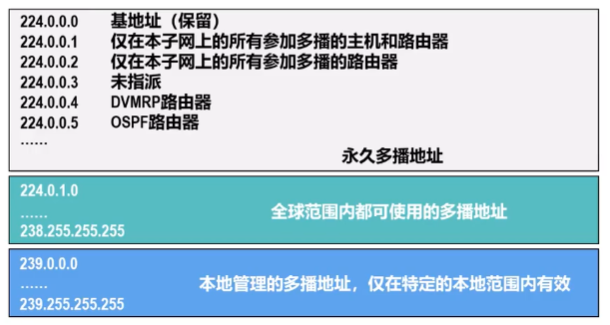 224.0.0.0 基地址（保留）
224.0.0.1 仅在本子网上的所有参加多播的主机和路由器
224.0.0.2 仅在本子网上的所有参加多播的路由器
224.0.0.3 未指派
224.0.0.4 DVMRP路由器
224.0.0.5 OSPF路由器
……
永久多播地址
224.0.1.0
…… 全球范围内都可使用的多播地址
238.255.255.255
239.0.0.0
…… 本地管理的多播地址，仅在特定的本地范围内有效
239.255.255.255